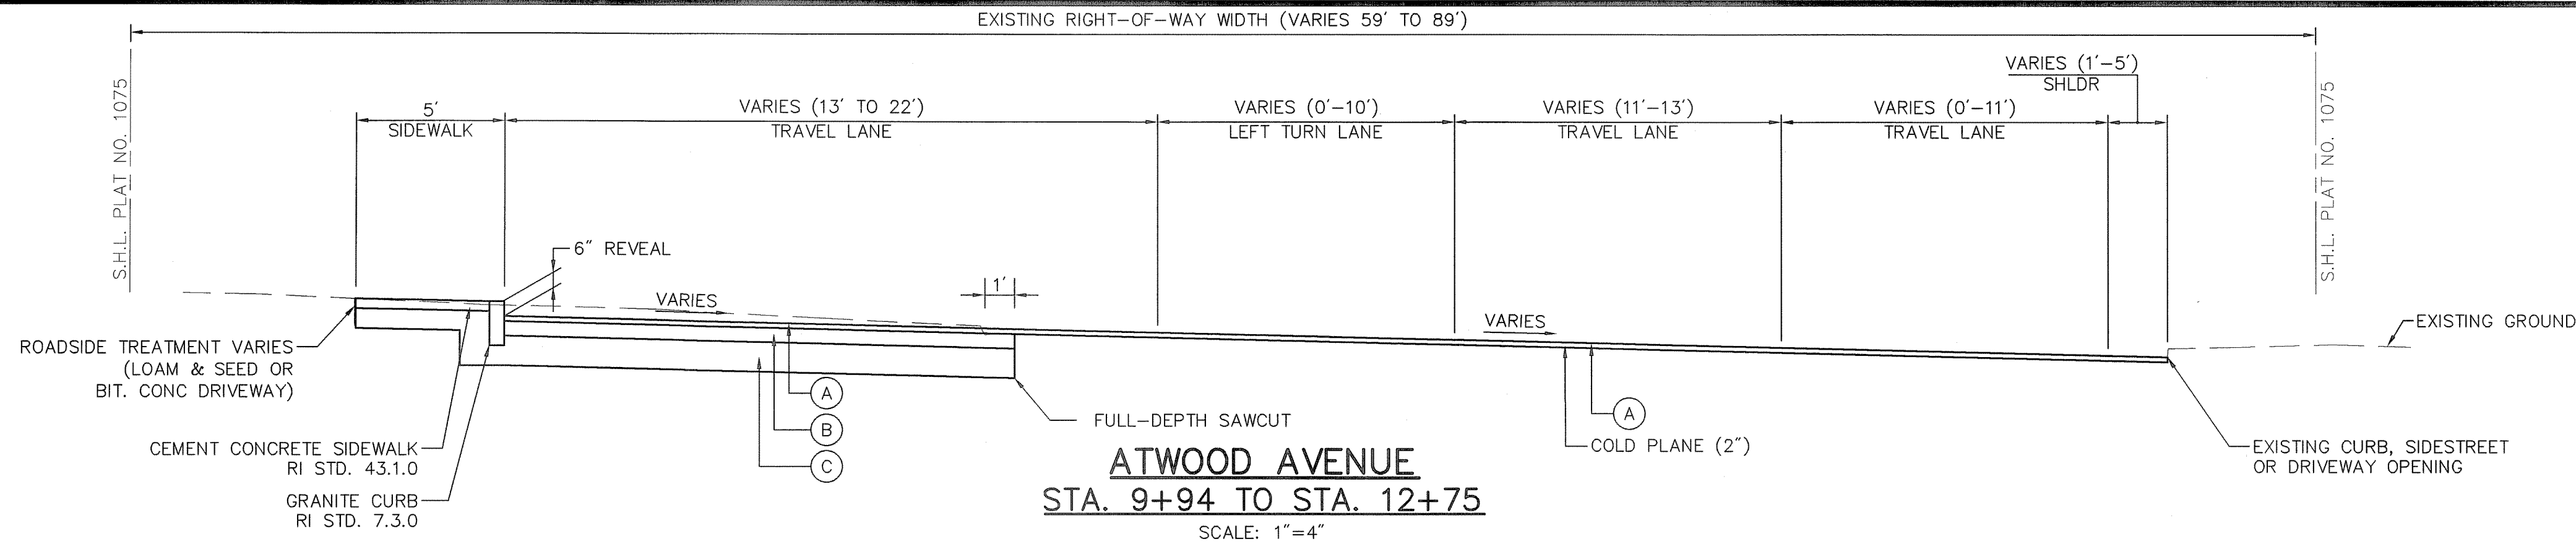 EXISTING RIGHT-OF-WAY WIDTH (VARIES 59' TO 89')
S.H.L. PLAT NO. 1075
5'
SIDEWALK
VARIES (13' TO 22')
TRAVEL LANE
VARIES (0'-10')
LEFT TURN LANE
VARIES (11'-13')
TRAVEL LANE
VARIES (0'-11')
TRAVEL LANE
VARIES (1'-5')
SHLDR
S.H.L. PLAT NO. 1075
6" REVEAL
VARIES
1'
VARIES
EXISTING GROUND
ROADSIDE TREATMENT VARIES
(LOAM & SEED OR
BIT. CONC DRIVEWAY)
CEMENT CONCRETE SIDEWALK
RI STD. 43.1.0
GRANITE CURB
RI STD. 7.3.0
A
B
C
FULL-DEPTH SAWCUT
A
COLD PLANE (2")
EXISTING CURB, SIDESTREET
OR DRIVEWAY OPENING
ATWOOD AVENUE
STA. 9+94 TO STA. 12+75
SCALE: 1"=4"